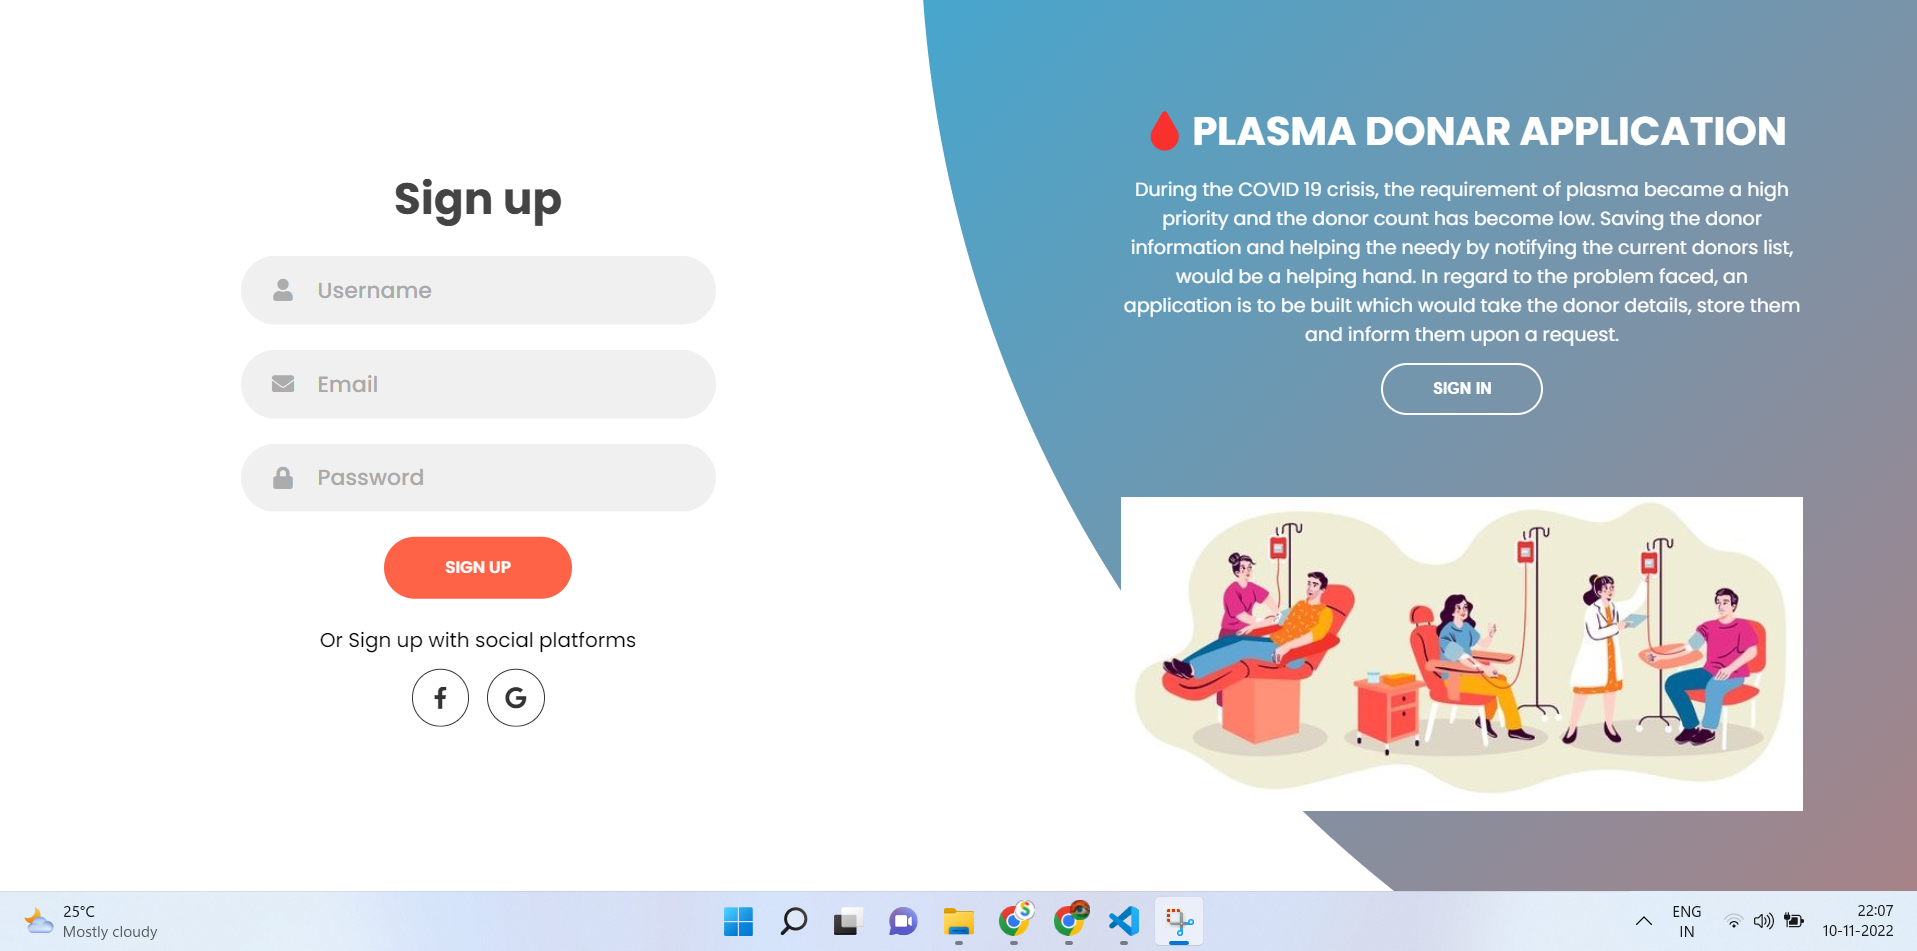 Sign up
Username
Email
Password
SIGN UP
Or Sign up with social platforms
PLASMA DONAR APPLICATION
During the COVID 19 crisis, the requirement of plasma became a high
priority and the donor count has become low. Saving the donor
information and helping the needy by notifying the current donors list,
would be a helping hand. In regard to the problem faced, an
application is to be built which would take the donor details, store them
and inform them upon a request.
SIGN IN
25°C
Mostly cloudy
ENG
IN
22:07
10-11-2022